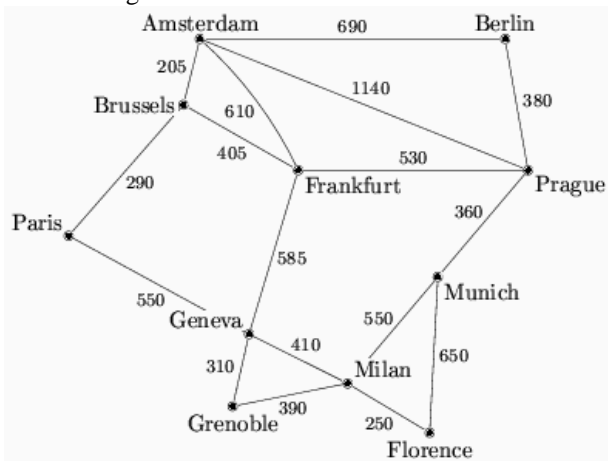 Amsterdam
690
Berlin
205
1140
Brussels
610
380
405
530
290
Frankfurt
Prague
Paris
360
585
550
Munich
Geneva
550
410
650
310
Milan
390
250
Grenoble
Florence